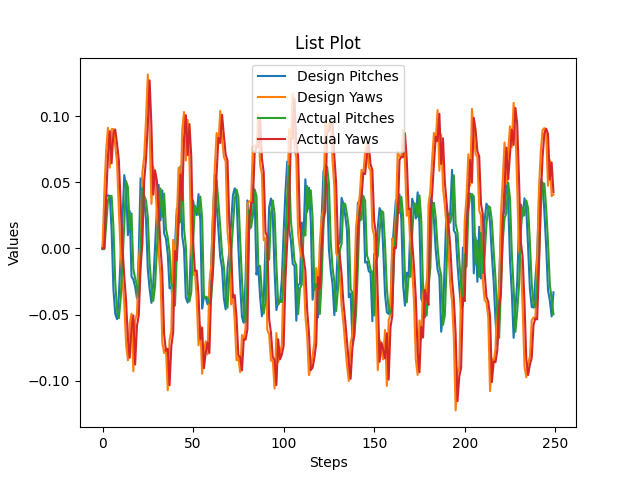 List Plot
Design Pitches
Design Yaws
Actual Pitches
Actual Yaws
0.10
0.05
0.00
−0.05
−0.10
Values
0 50 100 150 200 250
Steps